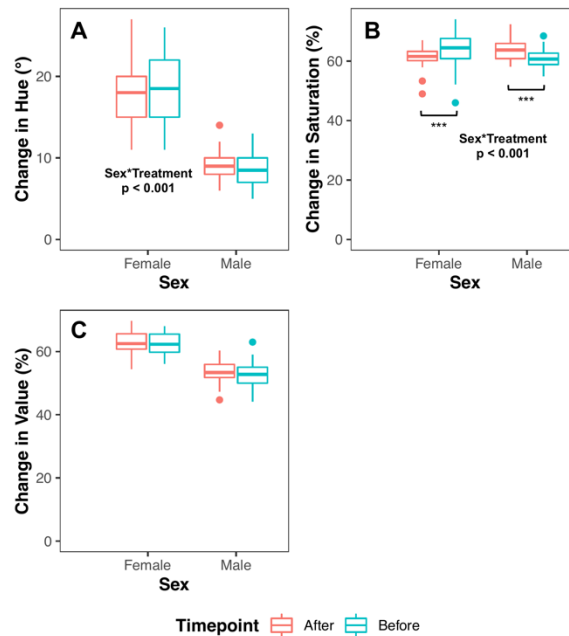 A
Change in Hue (°)
20
10
0
Sex*Treatment
p < 0.001
Female
Male
Sex
B
Change in Saturation (%)
60
40
20
0
***
***
Sex*Treatment
p < 0.001
Female
Male
Sex
C
Change in Value (%)
60
40
20
0
Female
Male
Sex
Timepoint After Before